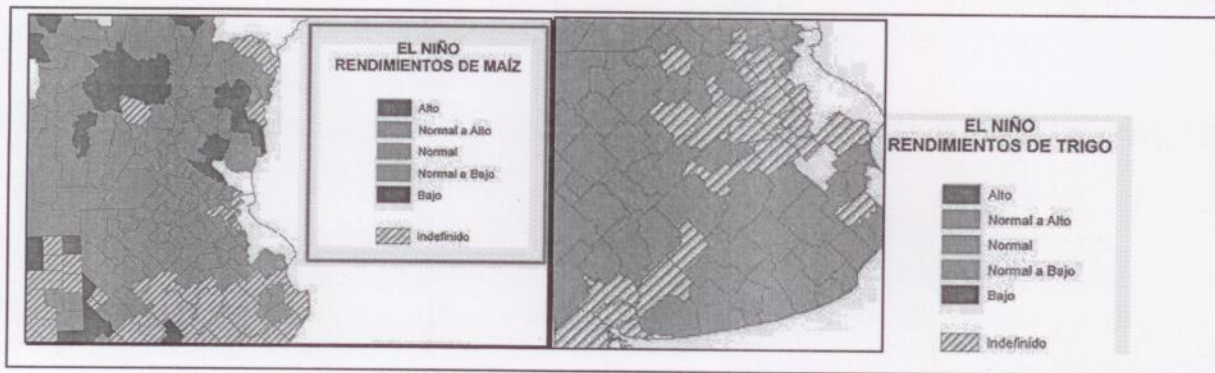 EL NIÑO
RENDIMIENTOS DE MAÍZ
Alto
Normal a Alto
Normal
Normal a Bajo
Bajo
Indefinido
EL NIÑO
RENDIMIENTOS DE TRIGO
Alto
Normal a Alto
Normal
Normal a Bajo
Bajo
Indefinido